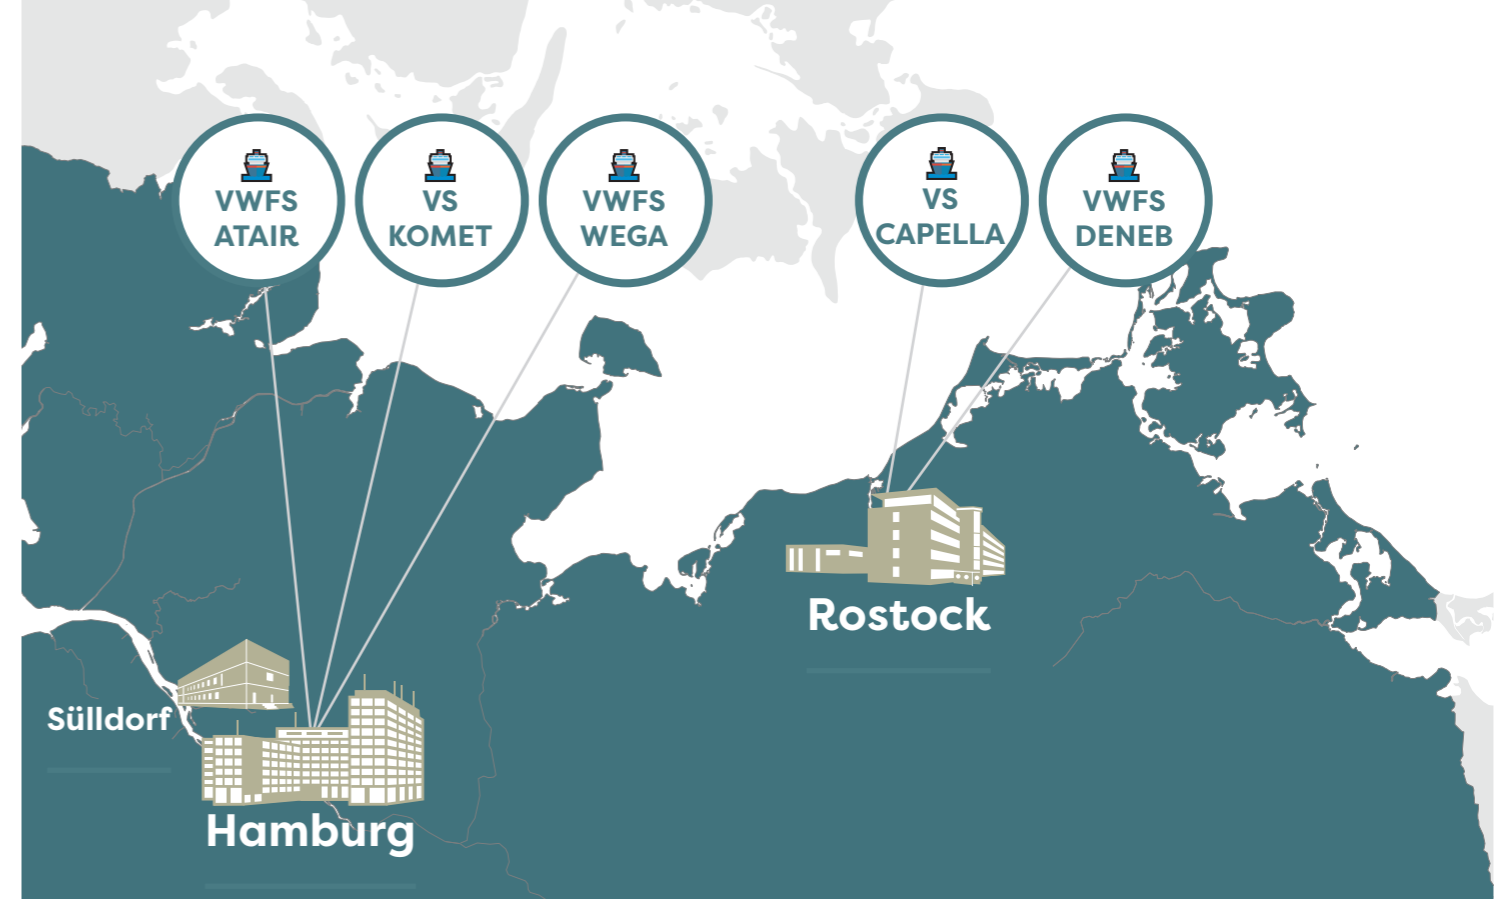 VWFS
ATAIR
VS
KOMET
VWFS
WEGA
VS
CAPELLA
VWFS
DENEB
Rostock
Sülldorf
Hamburg